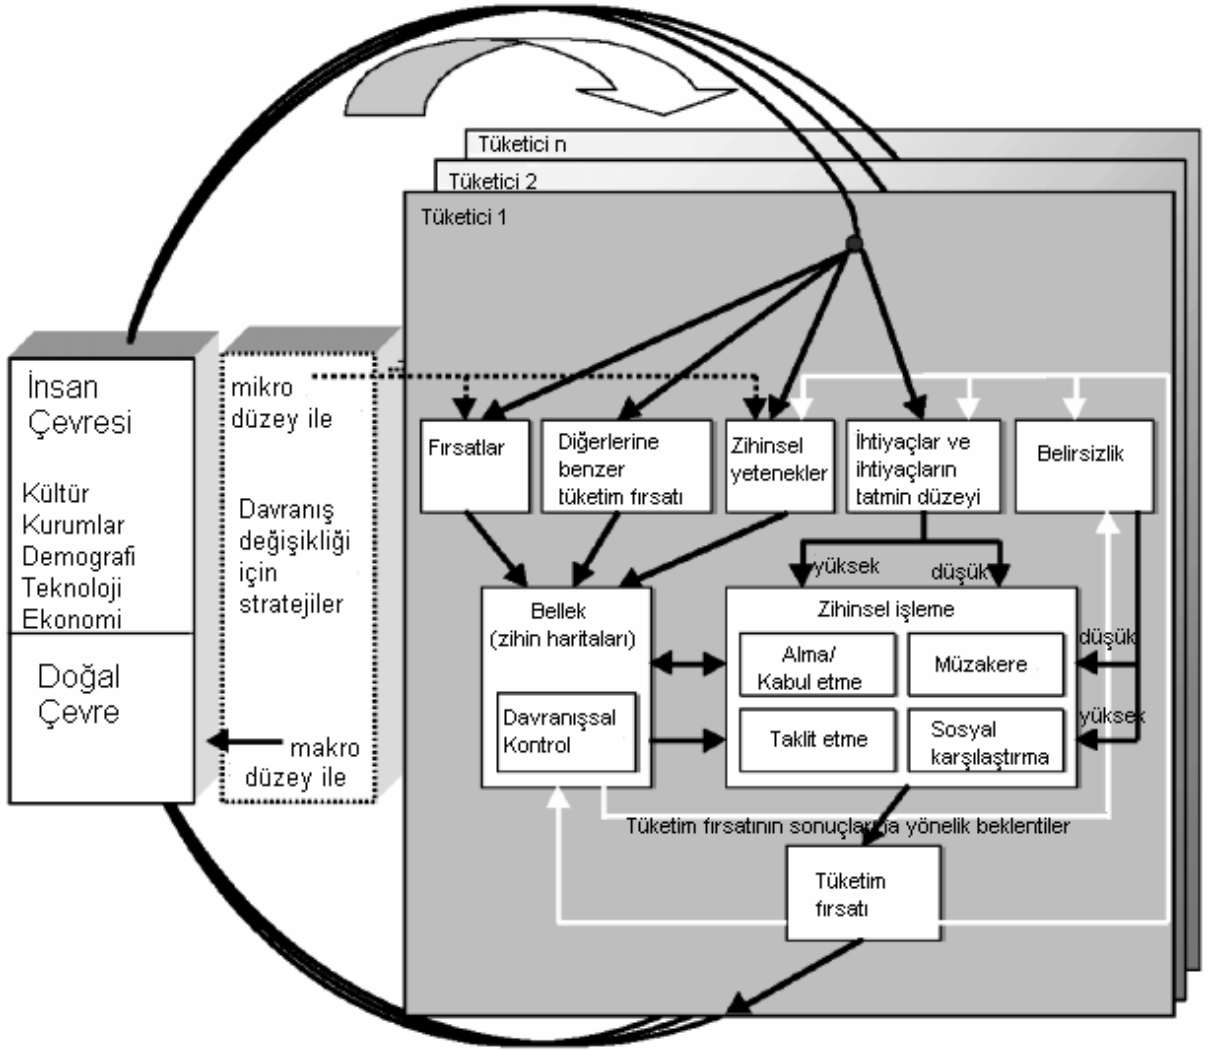 Tüketici n
Tüketici 2
Tüketici 1
İnsan
Çevresi
Kültür
Kurumlar
Demografi
Teknoloji
Ekonomi
Doğal
Çevre
mikro
düzey ile
Davranış
değişikliği
için
stratejiler
makro
düzey ile
Fırsatlar
Diğerlerine
benzer
tüketim fırsatı
Zihinsel
yetenekler
İhtiyaçlar ve
ihtiyaçların
tatmin düzeyi
Belirsizlik
yüksek
düşük
Bellek
(zihin haritaları)
Davranışsal
Kontrol
Zihinsel işleme
Alma/
Kabul etme
Müzakere
Taklit etme
Sosyal
karşılaştırma
düşük
yüksek
Tüketim fırsatının sonuçlarına yönelik beklentiler
Tüketim
fırsatı